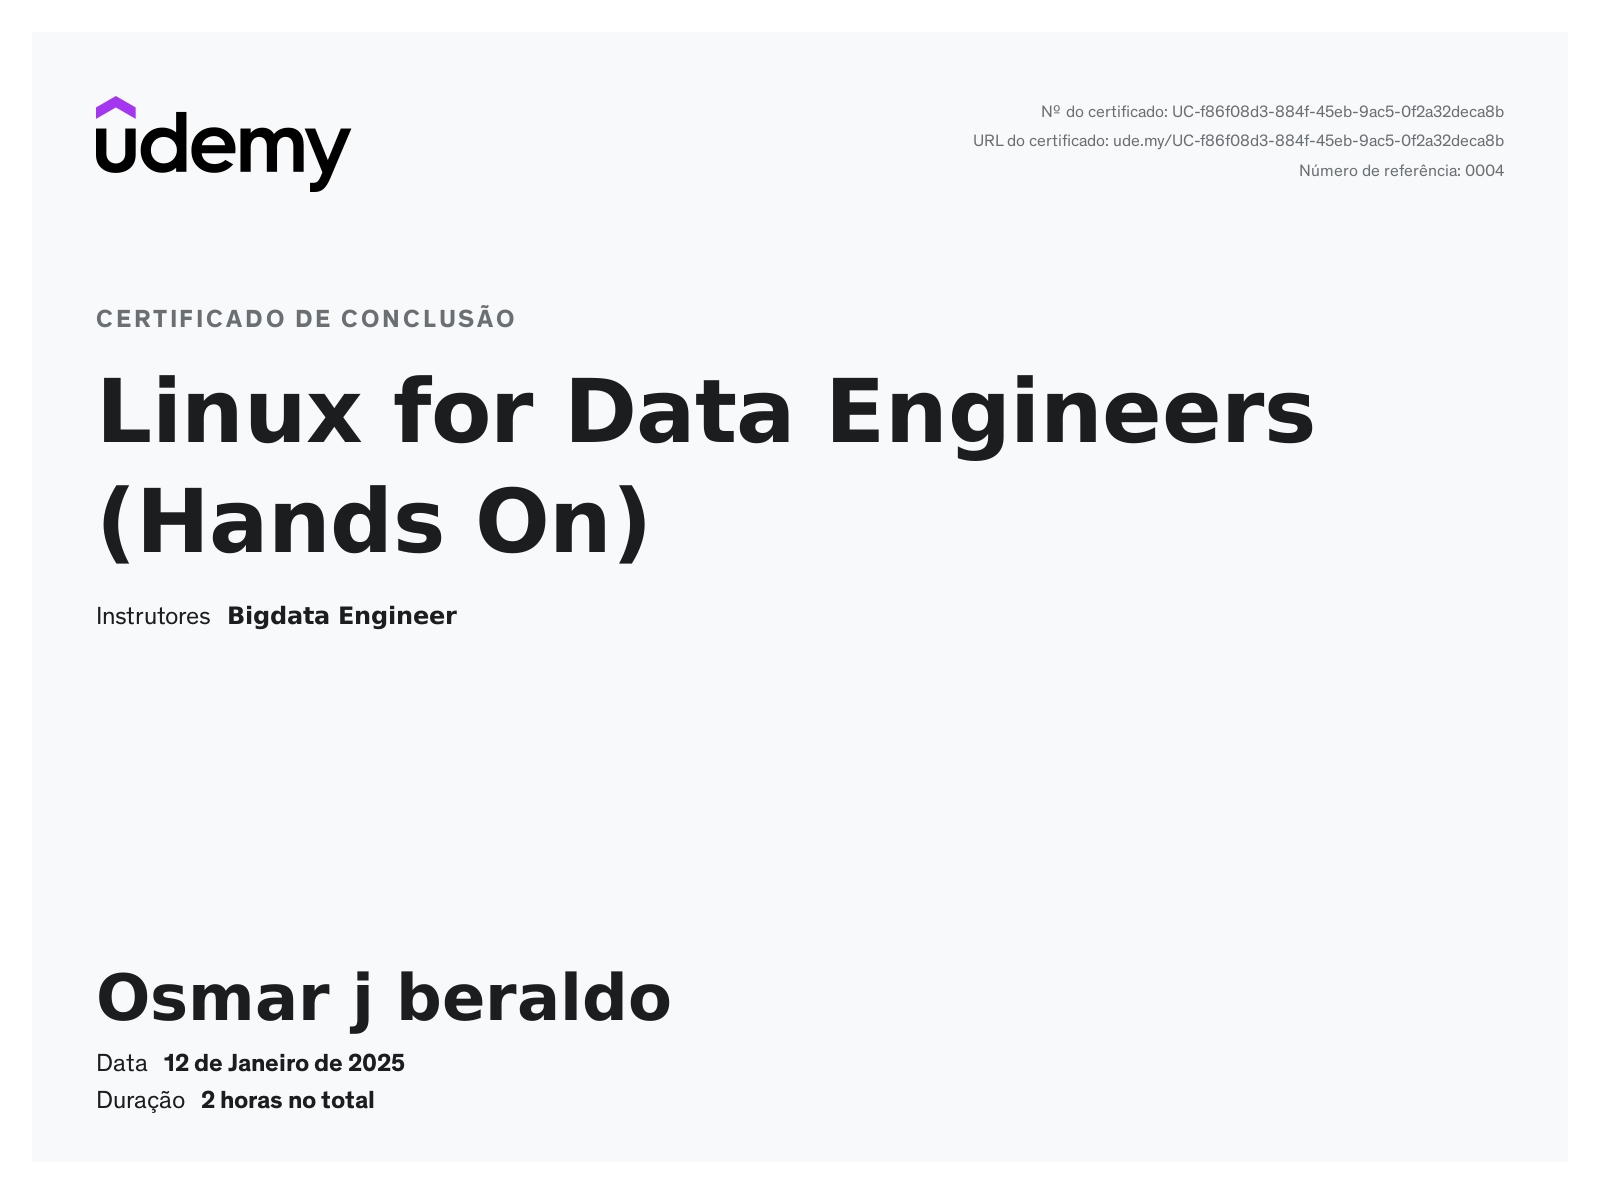 udemy
Nº do certificado: UC-f86f08d3-884f-45eb-9ac5-0f2a32deca8b
URL do certificado: ude.my/UC-f86f08d3-884f-45eb-9ac5-0f2a32deca8b
Número de referência: 0004
CERTIFICADO DE CONCLUSÃO
Linux for Data Engineers
(Hands On)
Instrutores Bigdata Engineer
Osmar j beraldo
Data 12 de Janeiro de 2025
Duração 2 horas no total